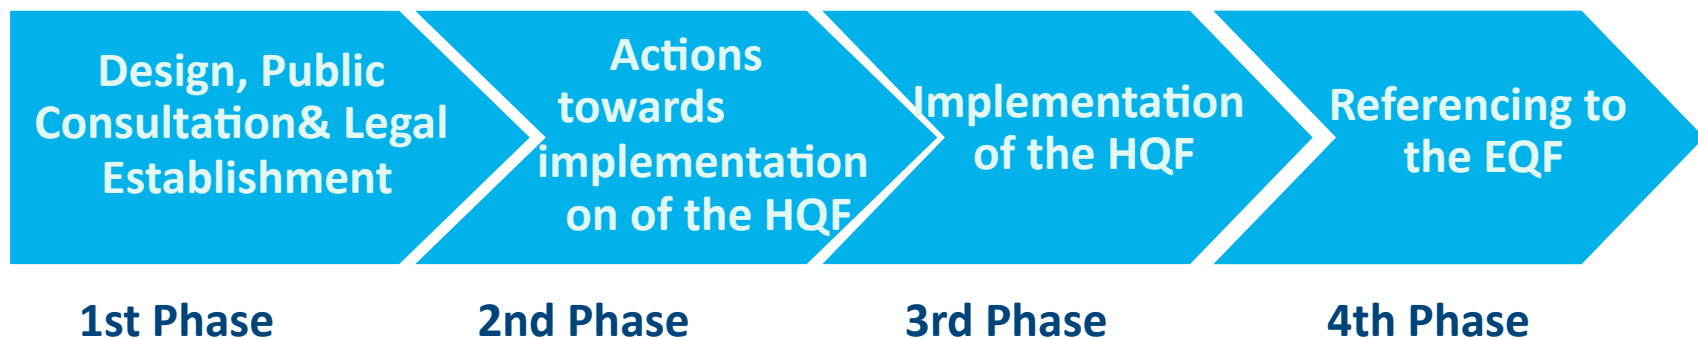 Design, Public
Consultation& Legal
Establishment
Actions
towards
implementation
on of the HQF
Implementation
of the HQF
Referencing to
the EQF
1st Phase
2nd Phase
3rd Phase
4th Phase